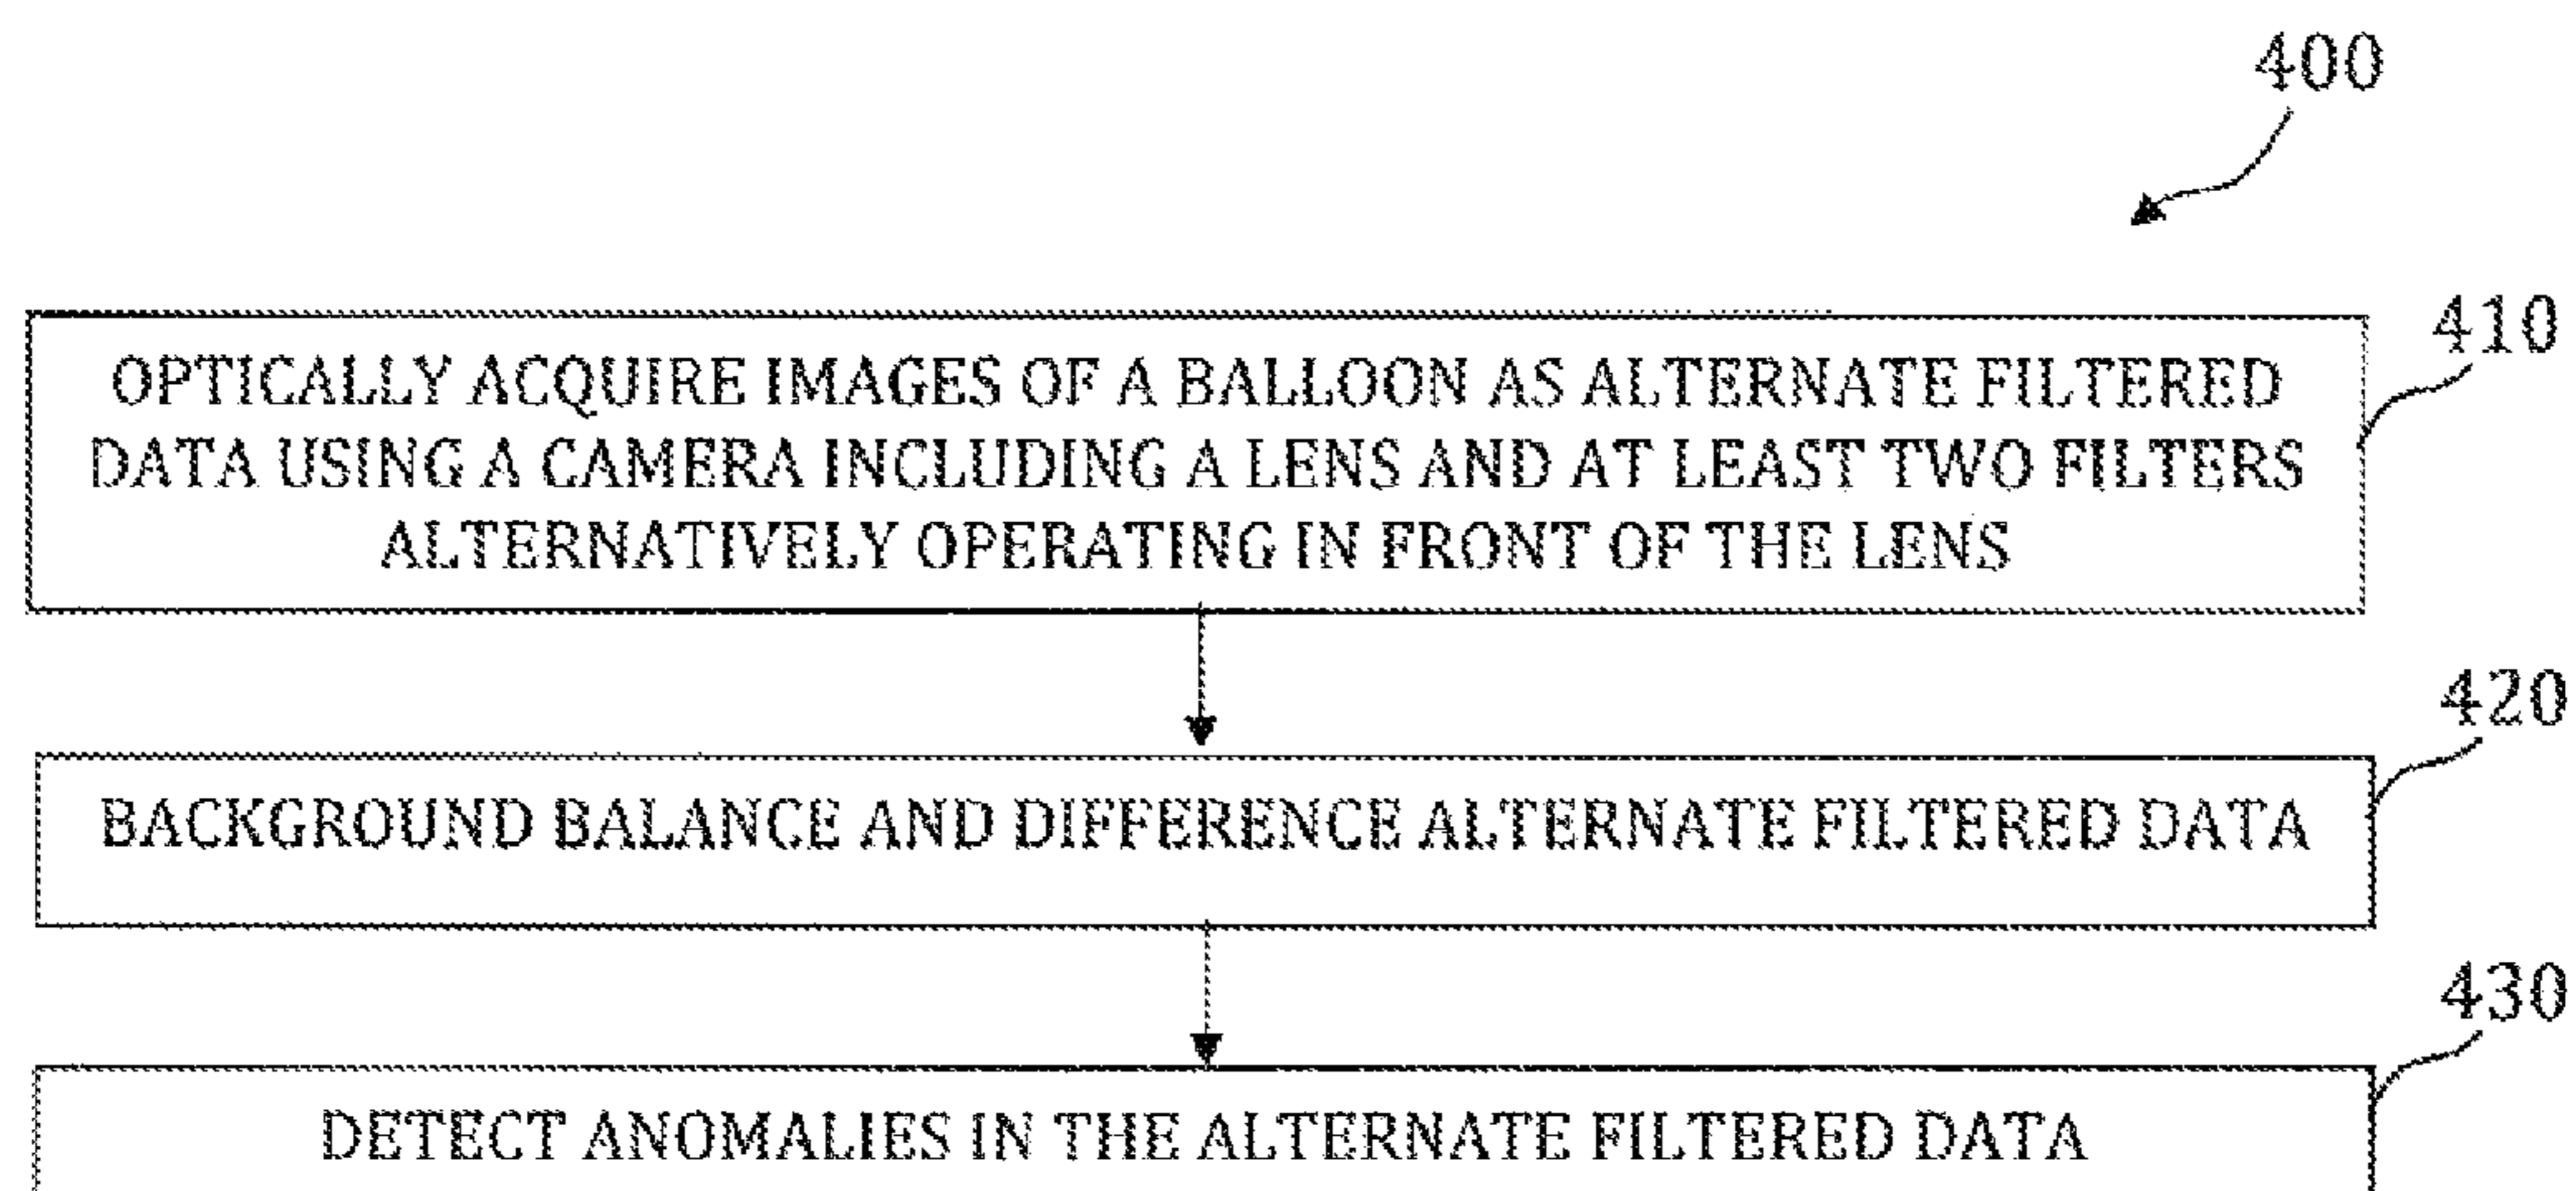 400
410
OPTICALLY ACQUIRE IMAGES OF A BALLOON AS ALTERNATE FILTERED
DATA USING A CAMERA INCLUDING A LENS AND AT LEAST TWO FILTERS
ALTERNATIVELY OPERATING IN FRONT OF THE LENS
420
BACKGROUND BALANCE AND DIFFERENCE ALTERNATE FILTERED DATA
430
DETECT ANOMALIES IN THE ALTERNATE FILTERED DATA